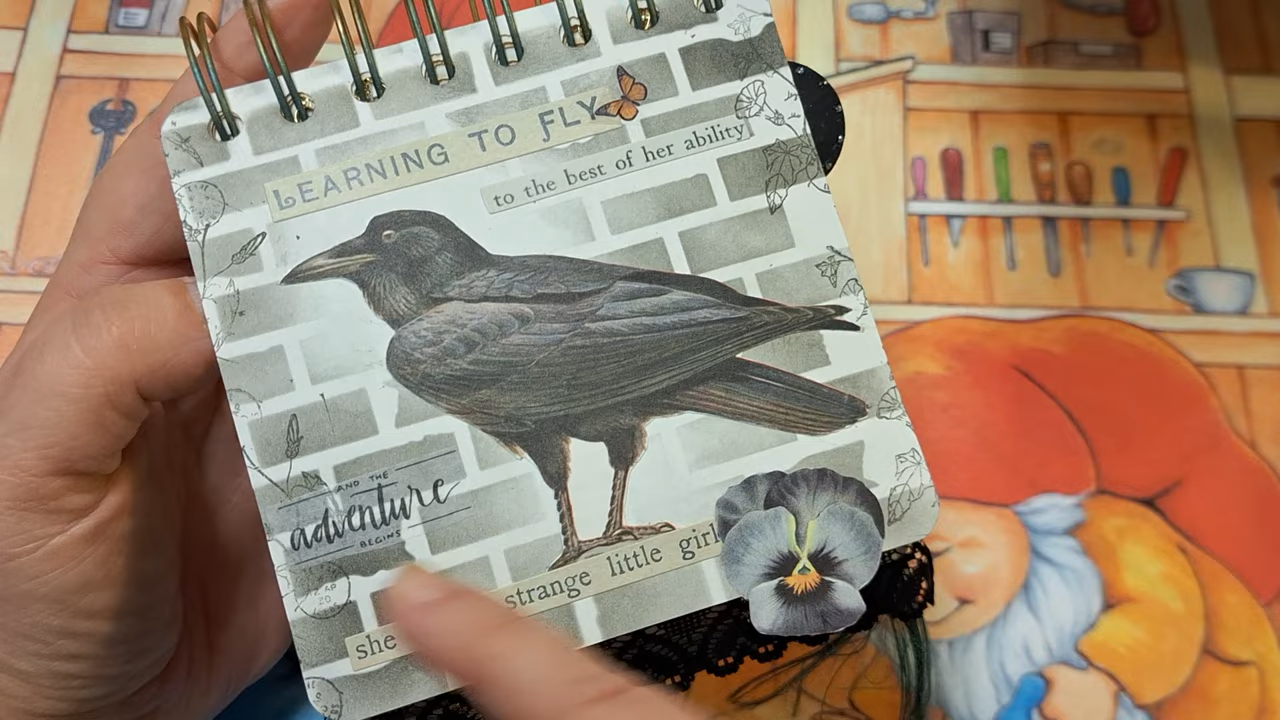 LEARNING TO FLY
to the best of her ability
AND THE
adventure
BEGINS
she
strange little girl